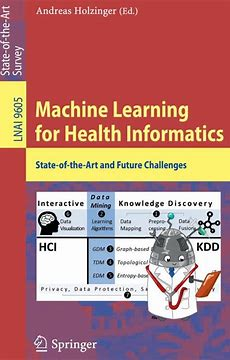 State-of-the-Art
Survey
LNAI 9605
Andreas Holzinger (Ed.)
Machine Learning
for Health Informatics
State-of-the-Art and Future Challenges
Interactive
Data
Mining
Knowledge Discovery
Data
Visualization
Learning
Algorithms
Data
Mapping
Prepro-
cessing
Data
Fusion
HCI
GDM
Graph-based
KDD
TDM
EDM
Entropy-based
Privacy, Data Protection,
Springer